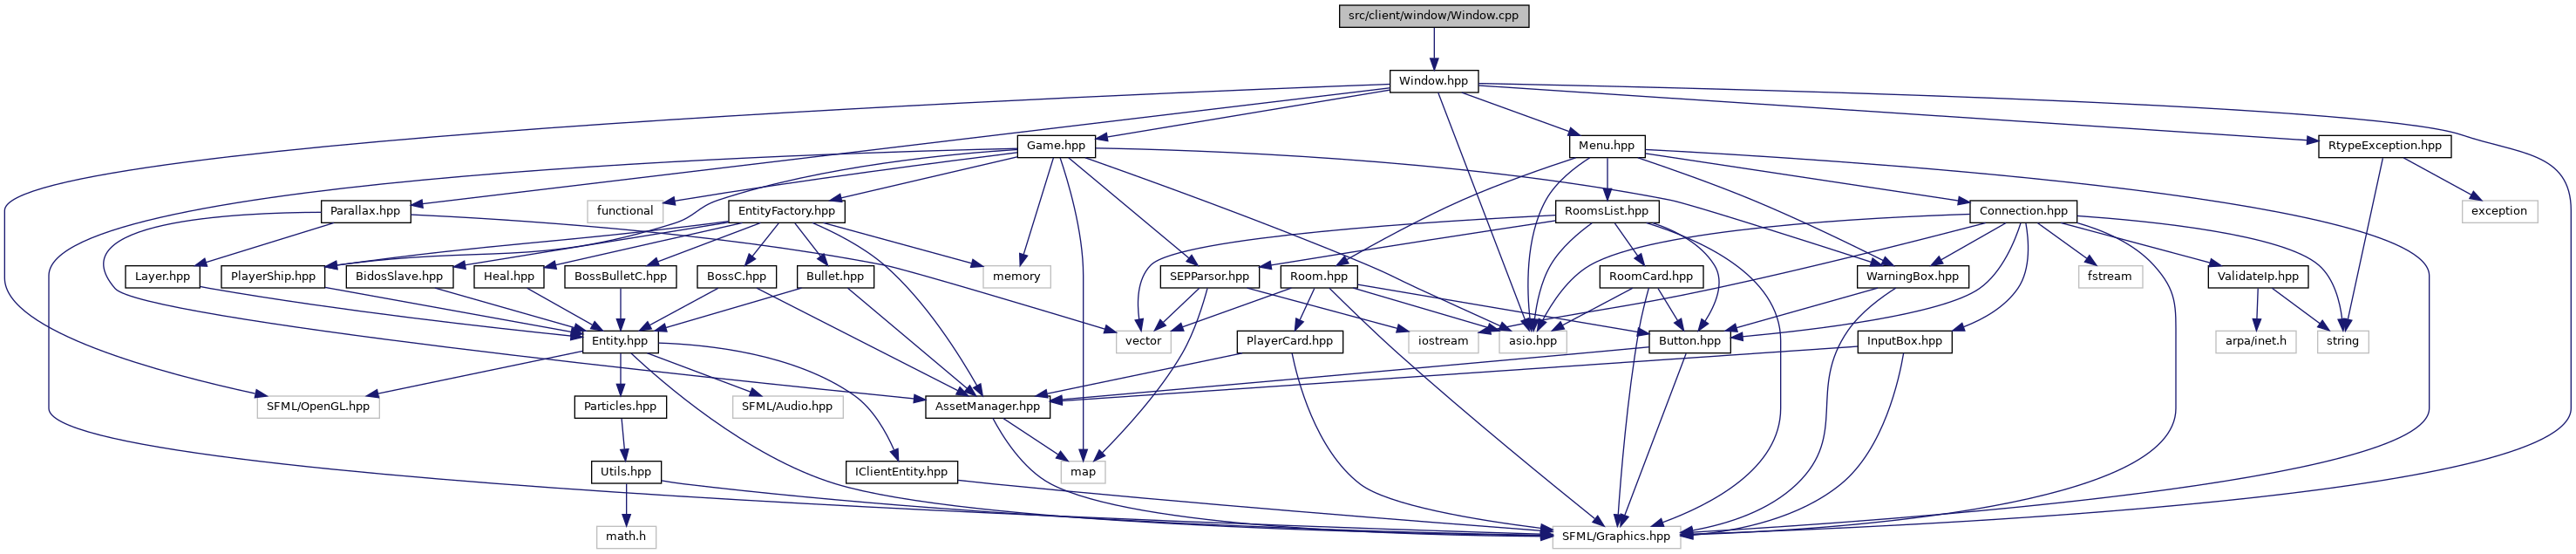 src/client/window/Window.cpp
Window.hpp
Game.hpp
Menu.hpp
RtypeException.hpp
Parallax.hpp
functional
EntityFactory.hpp
RoomsList.hpp
Connection.hpp
exception
Layer.hpp
PlayerShip.hpp
BidosSlave.hpp
Heal.hpp
BossBulletC.hpp
BossC.hpp
Bullet.hpp
memory
SEPParsor.hpp
Room.hpp
RoomCard.hpp
WarningBox.hpp
fstream
ValidateIp.hpp
Entity.hpp
vector
PlayerCard.hpp
iostream
asio.hpp
Button.hpp
InputBox.hpp
arpa/inet.h
string
SFML/OpenGL.hpp
Particles.hpp
SFML/Audio.hpp
AssetManager.hpp
Utils.hpp
IClientEntity.hpp
map
math.h
SFML/Graphics.hpp